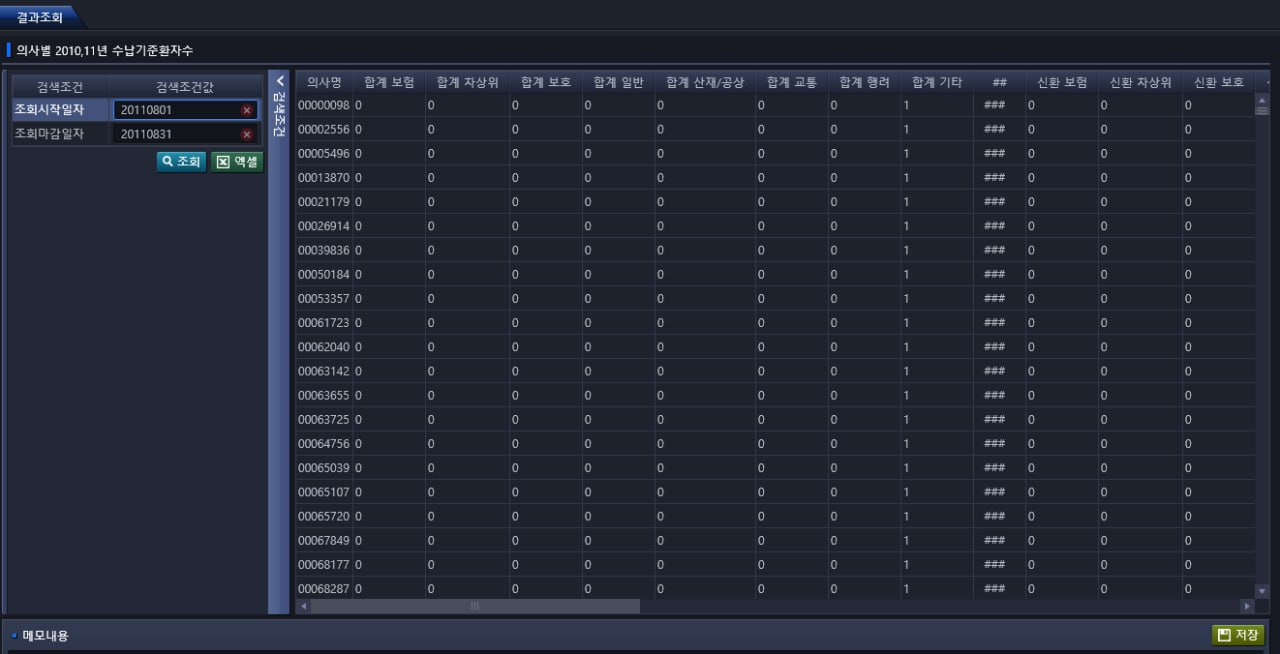 결과조회
의사별 2010,11년 수납기준환자수
검색조건 검색조건값
조회시작일자 20110801
조회마감일자 20110831
조회 엑셀
검색조건
의사명 합계 보험 합계 차상위 합계 보호 합계 일반 합계 산재/공상 합계 교통 합계 행려 합계 기타 ## 신환 보험 신환 차상위 신환 보호
00000098 0 0 0 0 0 0 0 1 ### 0 0 0
00002556 0 0 0 0 0 0 0 1 ### 0 0 0
00005496 0 0 0 0 0 0 0 1 ### 0 0 0
00013870 0 0 0 0 0 0 0 1 ### 0 0 0
00021179 0 0 0 0 0 0 0 1 ### 0 0 0
00026914 0 0 0 0 0 0 0 1 ### 0 0 0
00039836 0 0 0 0 0 0 0 1 ### 0 0 0
00050184 0 0 0 0 0 0 0 1 ### 0 0 0
00053357 0 0 0 0 0 0 0 1 ### 0 0 0
00061723 0 0 0 0 0 0 0 1 ### 0 0 0
00062040 0 0 0 0 0 0 0 1 ### 0 0 0
00063142 0 0 0 0 0 0 0 1 ### 0 0 0
00063655 0 0 0 0 0 0 0 1 ### 0 0 0
00063725 0 0 0 0 0 0 0 1 ### 0 0 0
00064756 0 0 0 0 0 0 0 1 ### 0 0 0
00065039 0 0 0 0 0 0 0 1 ### 0 0 0
00065107 0 0 0 0 0 0 0 1 ### 0 0 0
00065720 0 0 0 0 0 0 0 1 ### 0 0 0
00067849 0 0 0 0 0 0 0 1 ### 0 0 0
00068177 0 0 0 0 0 0 0 1 ### 0 0 0
00068287 0 0 0 0 0 0 0 1 ### 0 0 0
메모내용 저장